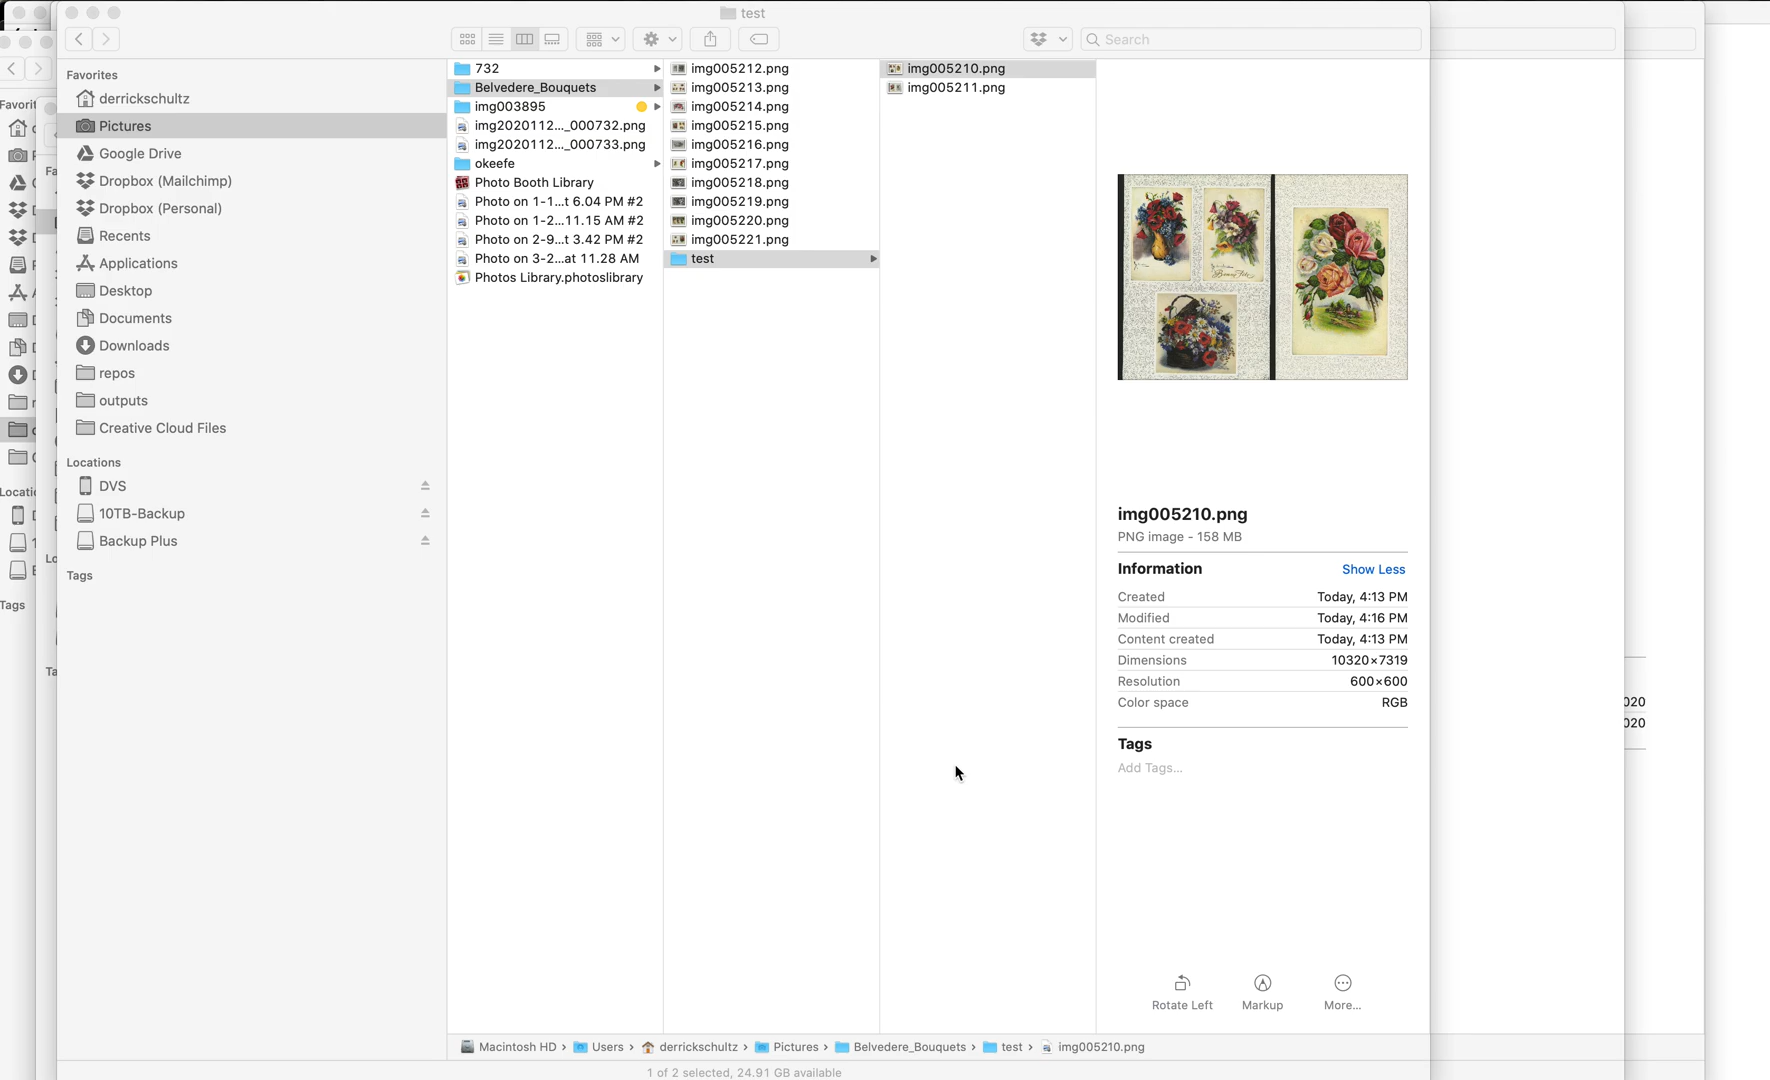 test
Search
Favorites
derrickschultz
Pictures
Google Drive
Dropbox (Mailchimp)
Dropbox (Personal)
Recents
Applications
Desktop
Documents
Downloads
repos
outputs
Creative Cloud Files
Locations
DVS
10TB-Backup
Backup Plus
Tags
732
Belvedere_Bouquets
img003895
img2020112..._000732.png
img2020112..._000733.png
okeefe
Photo Booth Library
Photo on 1-1...t 6.04 PM #2
Photo on 1-2...11.15 AM #2
Photo on 2-9...t 3.42 PM #2
Photo on 3-2...at 11.28 AM
Photos Library.photoslibrary
img005212.png
img005213.png
img005214.png
img005215.png
img005216.png
img005217.png
img005218.png
img005219.png
img005220.png
img005221.png
test
img005210.png
img005211.png
img005210.png
PNG image - 158 MB
Information Show Less
Created Today, 4:13 PM
Modified Today, 4:16 PM
Content created Today, 4:13 PM
Dimensions 10320×7319
Resolution 600×600
Color space RGB
Tags
Add Tags...
Rotate Left Markup More...
020
020
Tags
Macintosh HD › Users › derrickschultz › Pictures › Belvedere_Bouquets › test › img005210.png
1 of 2 selected, 24.91 GB available